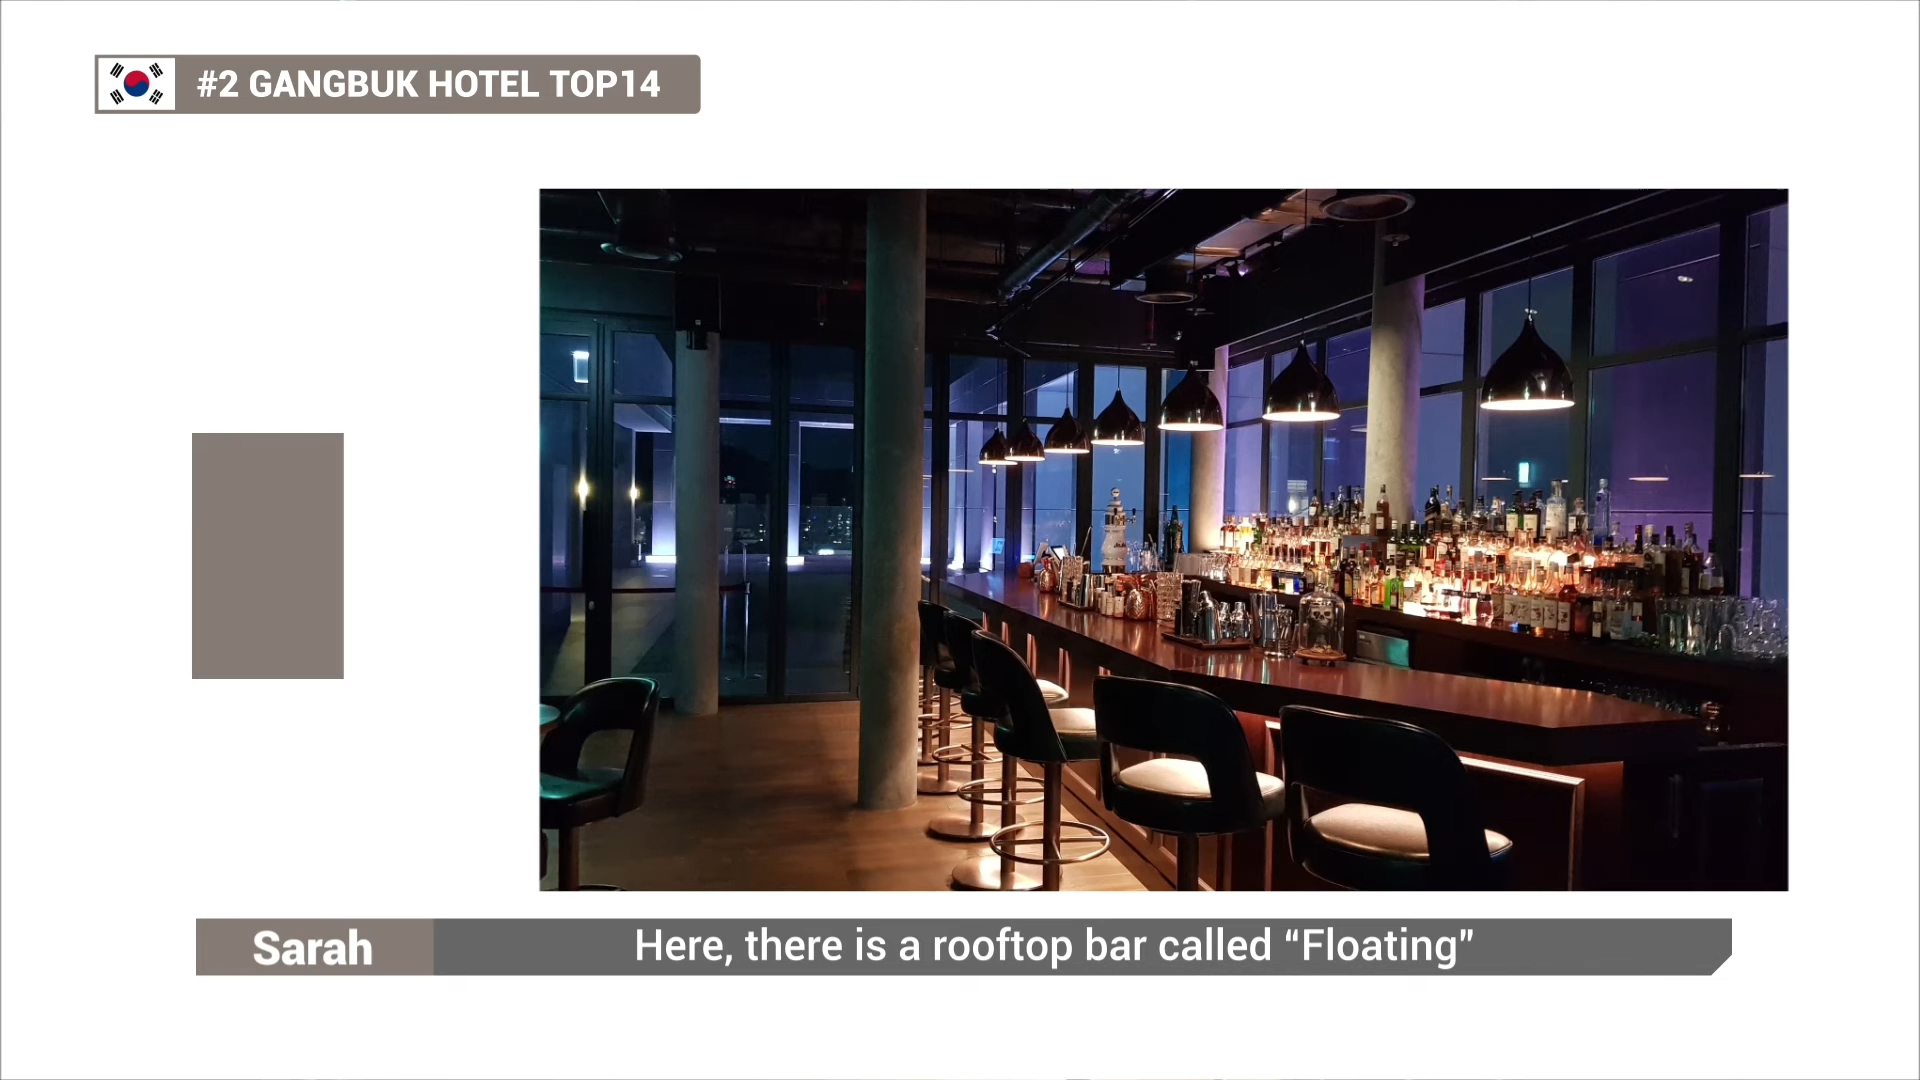 #2 GANGBUK HOTEL TOP14
Sarah
Here, there is a rooftop bar called “Floating”